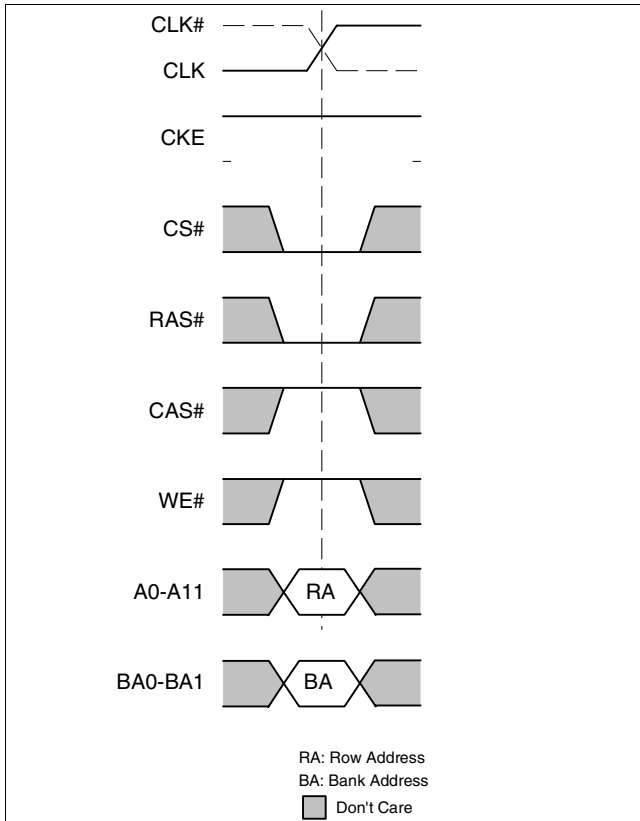 CLK#
CLK
CKE
CS#
RAS#
CAS#
WE#
A0-A11 RA
BA0-BA1 BA
RA: Row Address
BA: Bank Address
Don't Care